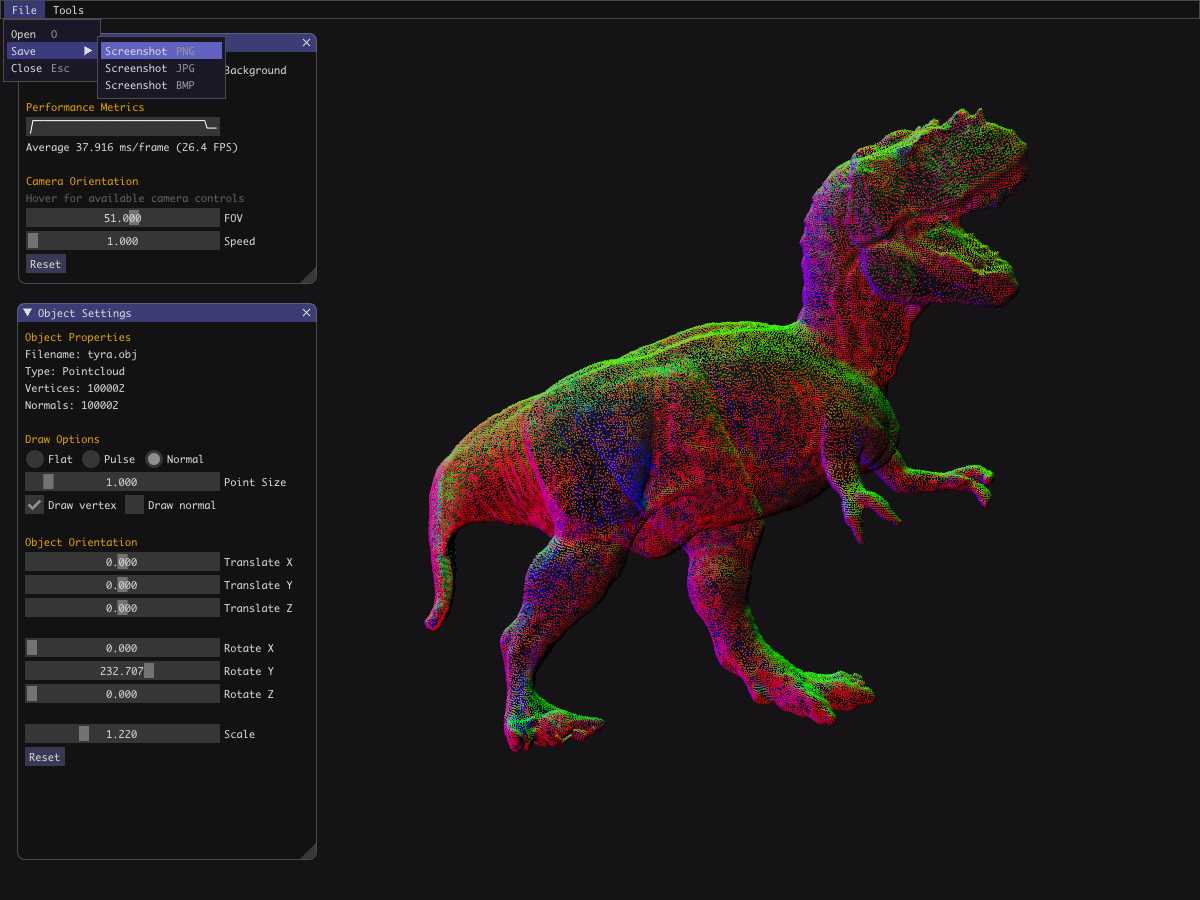 File Tools
Open O
Save
Close Esc
Screenshot PNG
Screenshot JPG
Screenshot BMP
Background
Performance Metrics
Average 37.916 ms/frame (26.4 FPS)
Camera Orientation
Hover for available camera controls
51.000 FOV
1.000 Speed
Reset
Object Settings
Object Properties
Filename: tyra.obj
Type: Pointcloud
Vertices: 100002
Normals: 100002
Draw Options
Flat Pulse Normal
1.000 Point Size
Draw vertex Draw normal
Object Orientation
0.000 Translate X
0.000 Translate Y
0.000 Translate Z
0.000 Rotate X
232.707 Rotate Y
0.000 Rotate Z
1.220 Scale
Reset